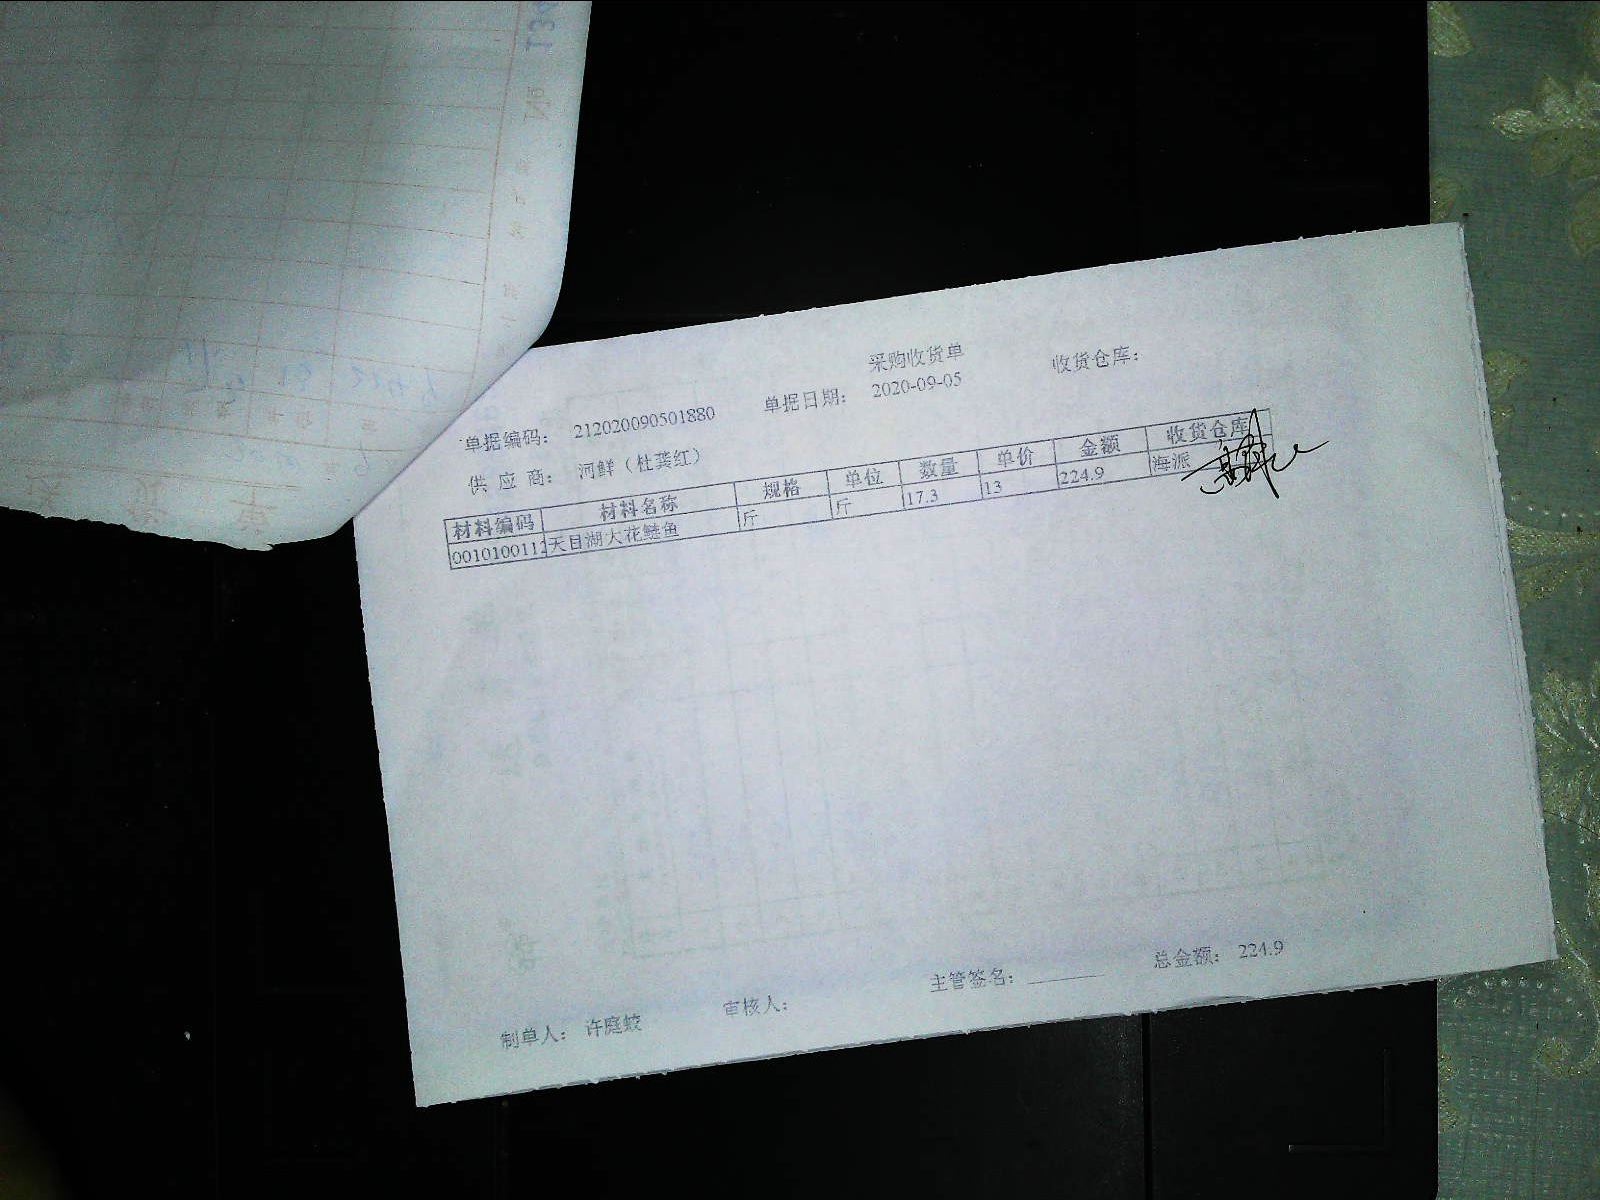 采购收货单
单据编码： 212020090501880 单据日期： 2020-09-05 收货仓库：
供 应 商： 河鲜（杜龚红）
材料编码 材料名称 规格 单位 数量 单价 金额 收货仓库
0010100112 天目湖大花鲢鱼 斤 斤 17.3 13 224.9 海派
制单人： 许庭蛟 审核人： 主管签名： 总金额： 224.9